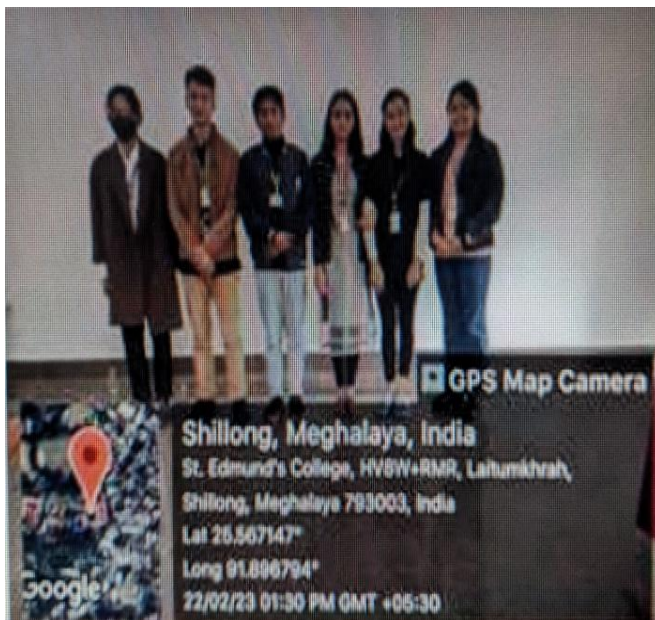 GPS Map Camera
Shillong, Meghalaya, India
St. Edmund's College, HV8W+RMR, Laitumkhrah,
Shillong, Meghalaya 793003, India
Lat 25.567147°
Long 91.896794°
22/02/23 01:30 PM GMT +05:30
Google